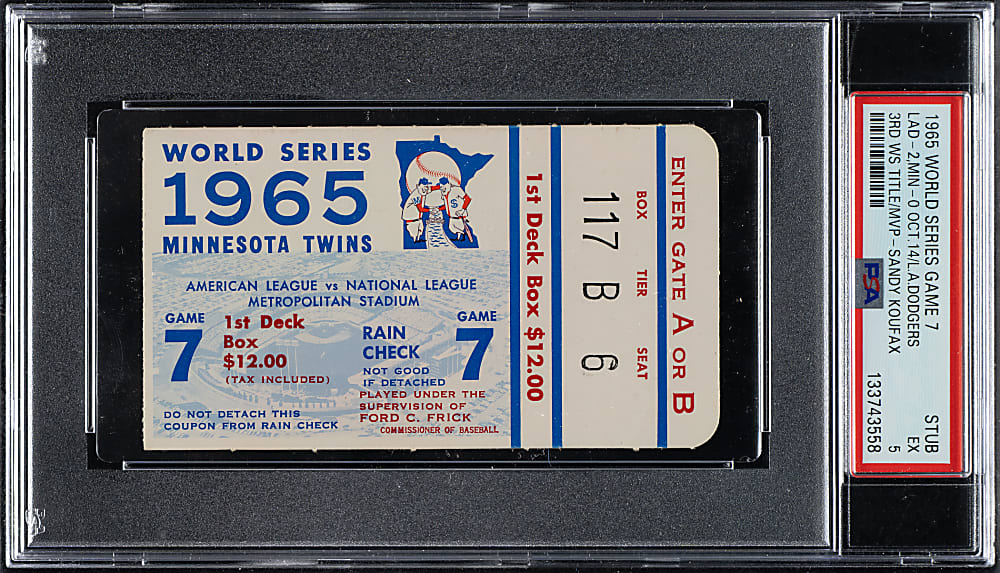 WORLD SERIES
1965
MINNESOTA TWINS
AMERICAN LEAGUE vs NATIONAL LEAGUE
METROPOLITAN STADIUM
GAME
7
1st Deck
Box
$12.00
(TAX INCLUDED)
RAIN
CHECK
GAME
7
NOT GOOD
IF DETACHED
PLAYED UNDER THE
SUPERVISION OF
FORD C. FRICK
COMMISSIONER OF BASEBALL
DO NOT DETACH THIS
COUPON FROM RAIN CHECK
1st Deck Box $12.00
117 B 6
BOX TIER SEAT
ENTER GATE A OR B
1965 WORLD SERIES GAME 7 STUB
LAD - 2,MIN - 0 OCT.14/L.A.DODGERS EX
3RD WS. TITLE/MVP - SANDY KOUFAX 5
PSA
133743558